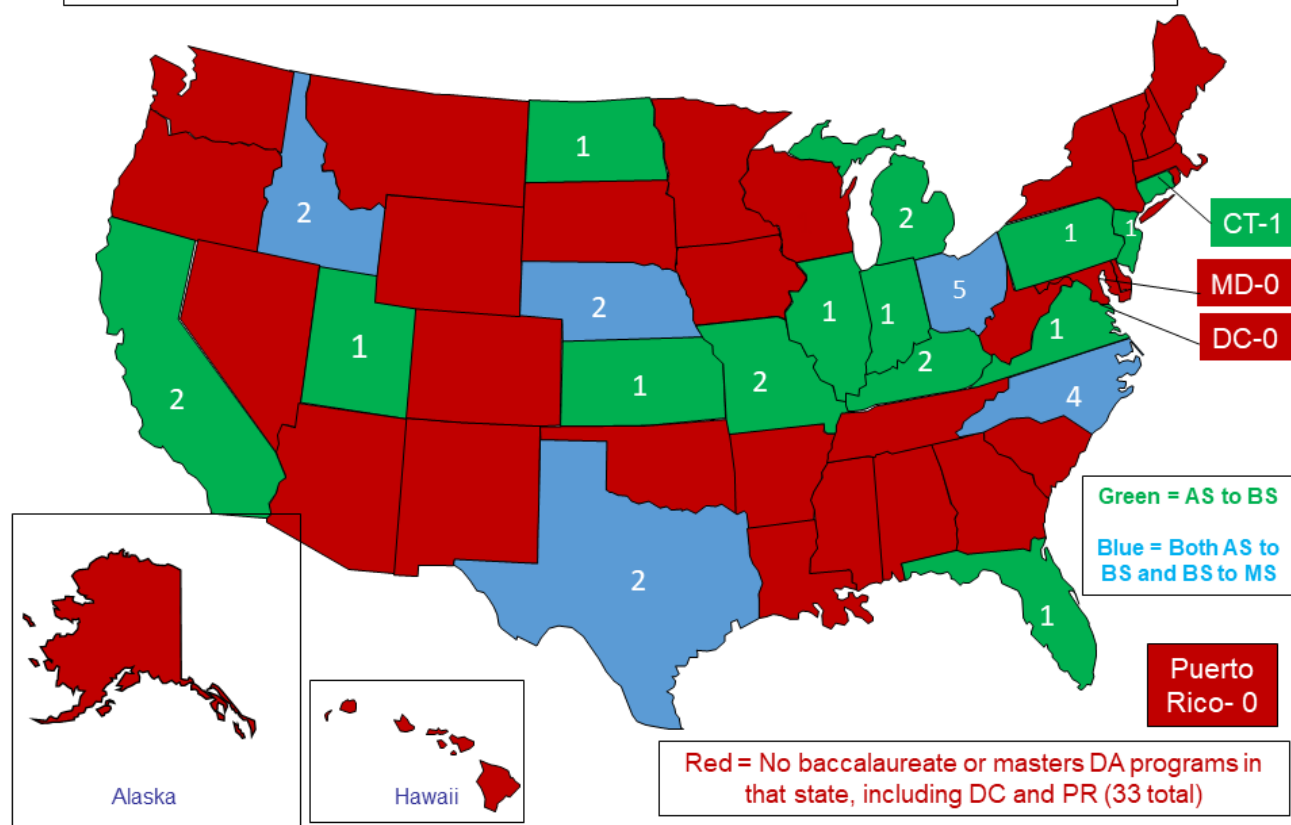 1
2
1
1
1
CT-1
2
2
5
MD-0
1
1
1
DC-0
1
2
1
2
2
4
2
Green = AS to BS
Blue = Both AS to
BS and BS to MS
1
Puerto
Rico- 0
Alaska
Hawaii
Red = No baccalaureate or masters DA programs in
that state, including DC and PR (33 total)